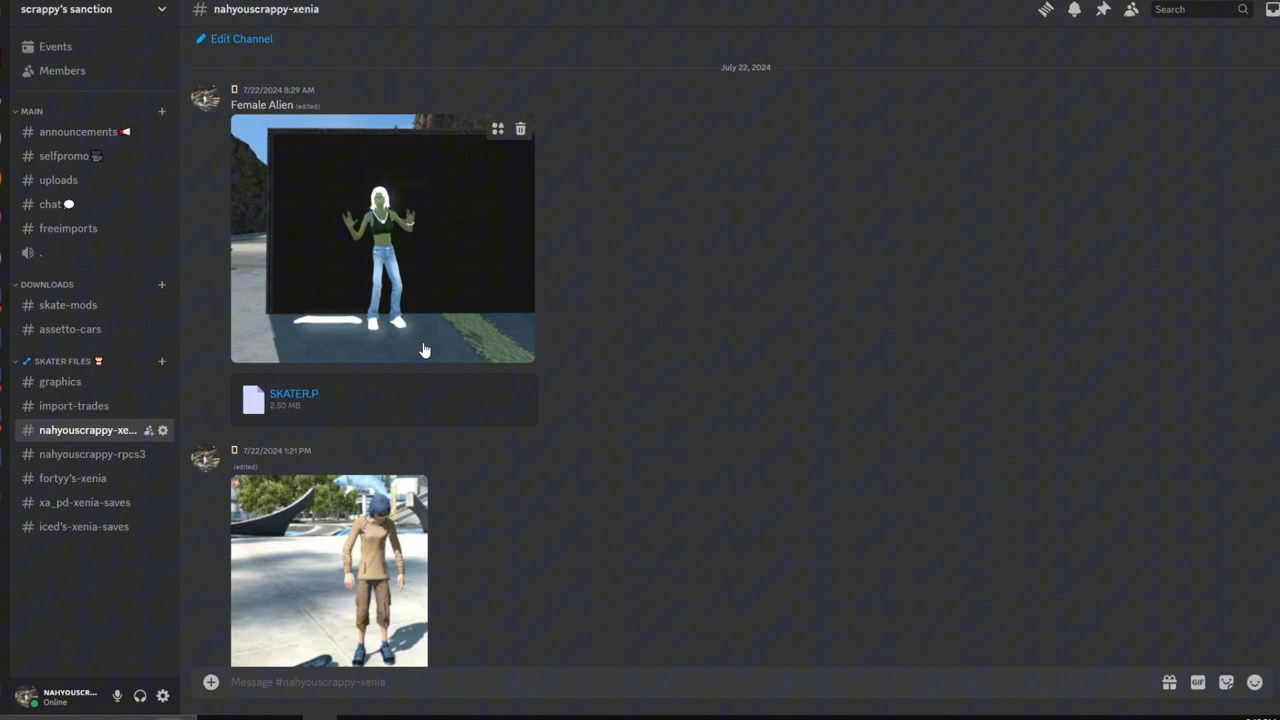 scrappy's sanction
nahyouscrappy-xenia
Search
Edit Channel
Events
Members
July 22, 2024
7/22/2024 8:29 AM
Female Alien (edited)
MAIN
announcements
selfpromo
uploads
chat
freeimports
.
DOWNLOADS
skate-mods
assetto-cars
SKATER FILES
graphics
import-trades
nahyouscrappy-xe...
nahyouscrappy-rpcs3
fortyy's-xenia
xa_pd-xenia-saves
iced's-xenia-saves
SKATER.P
2.50 MB
7/22/2024 1:21 PM
(edited)
NAHYOUSCR...
Online
Message #nahyouscrappy-xenia
GIF